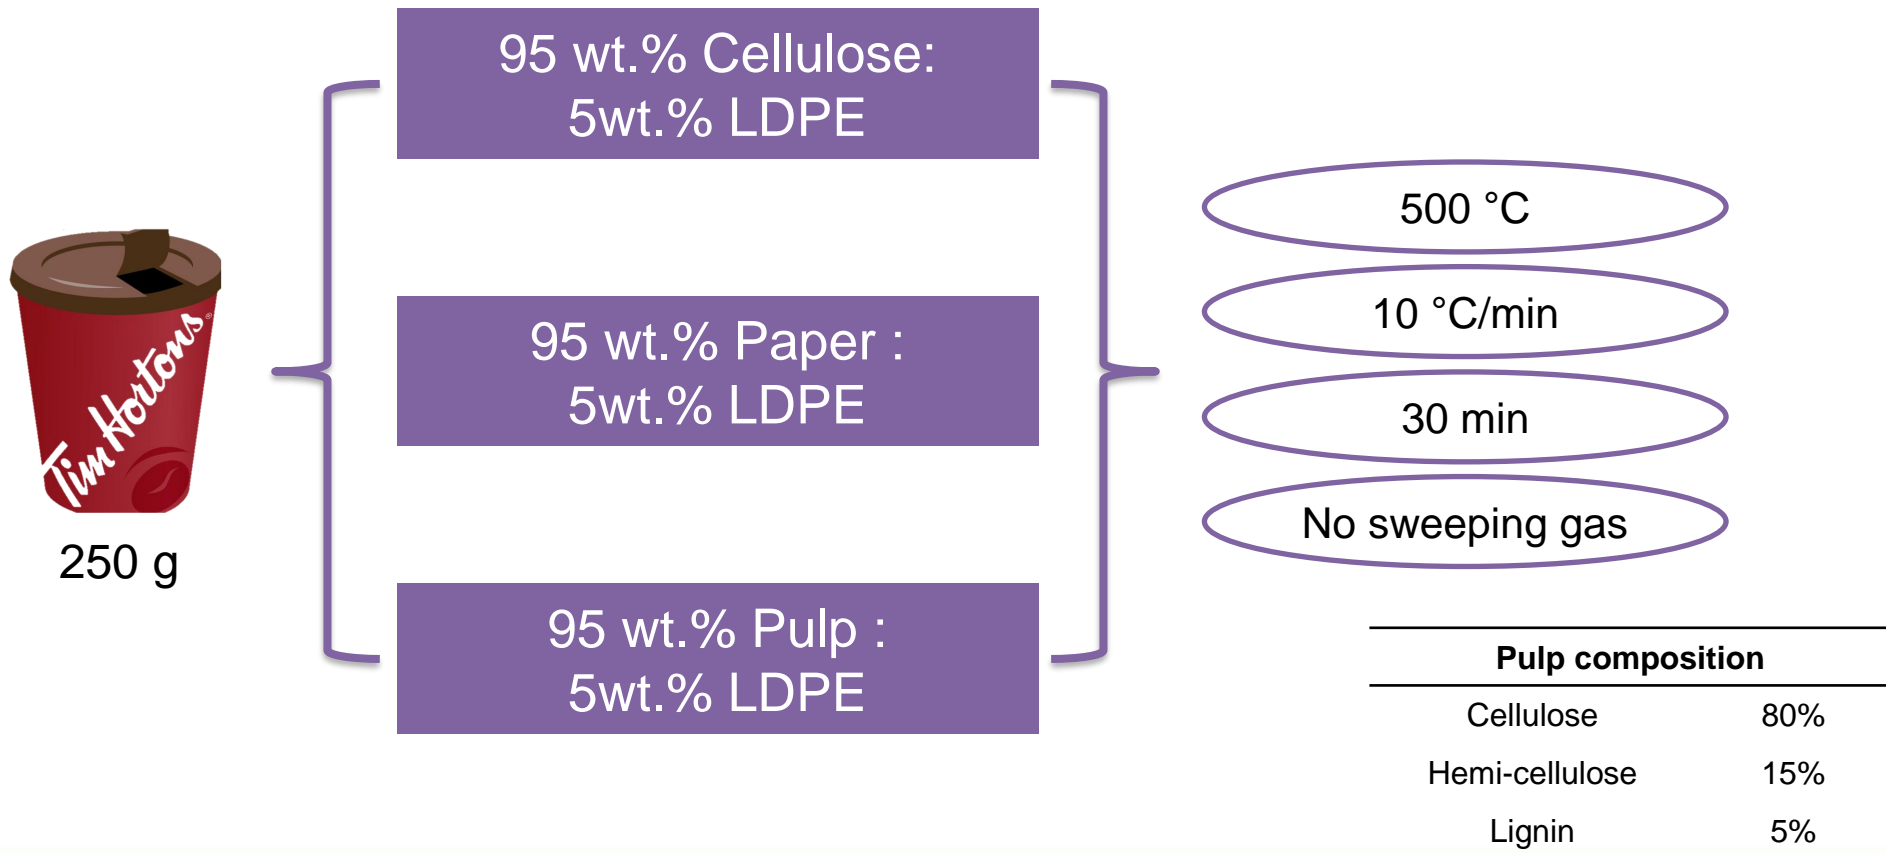 95 wt.% Cellulose:
5wt.% LDPE
Tim Hortons®
250 g
95 wt.% Paper :
5wt.% LDPE
95 wt.% Pulp :
5wt.% LDPE
500 °C
10 °C/min
30 min
No sweeping gas
Pulp composition
Cellulose 80%
Hemi-cellulose 15%
Lignin 5%